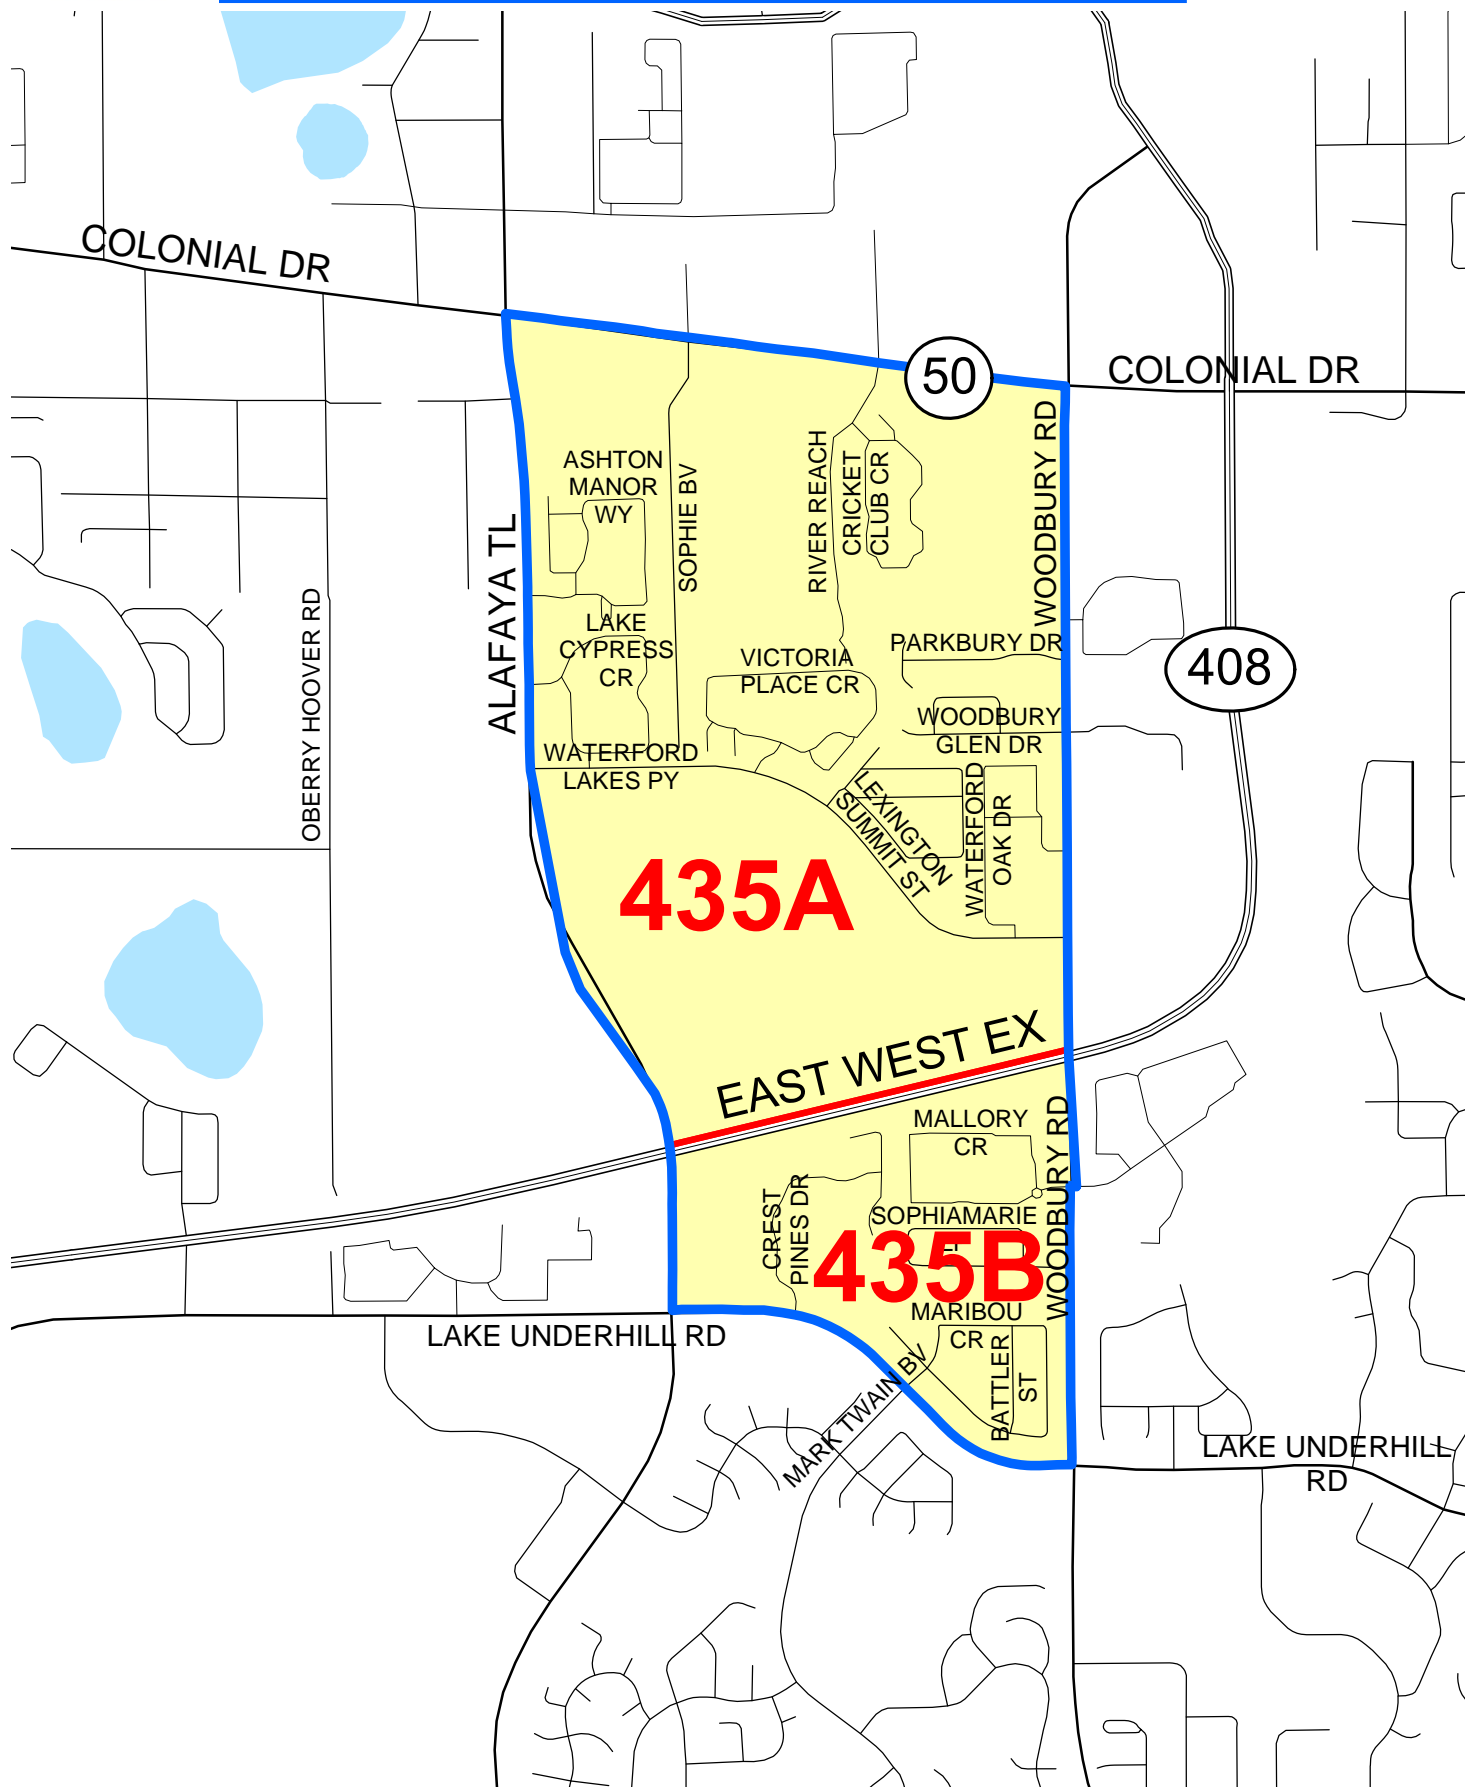 COLONIAL DR
50
COLONIAL DR
WOODBURY RD
ASHTON
MANOR
WY
SOPHIE BV
RIVER REACH
CRICKET
CLUB CR
ALAFAYA TL
OBERRY HOOVER RD
LAKE
CYPRESS
CR
VICTORIA
PLACE CR
PARKBURY DR
408
WOODBURY
GLEN DR
WATERFORD
LAKES PY
LEXINGTON
SUMMIT ST
WATERFORD
OAK DR
435A
EAST WEST EX
MALLORY
CR
WOODBURY RD
CREST
PINES DR
SOPHIAMARIE
435B
MARIBOU
CR
BATTLER
ST
LAKE UNDERHILL RD
MARK TWAIN BV
LAKE UNDERHILL
RD